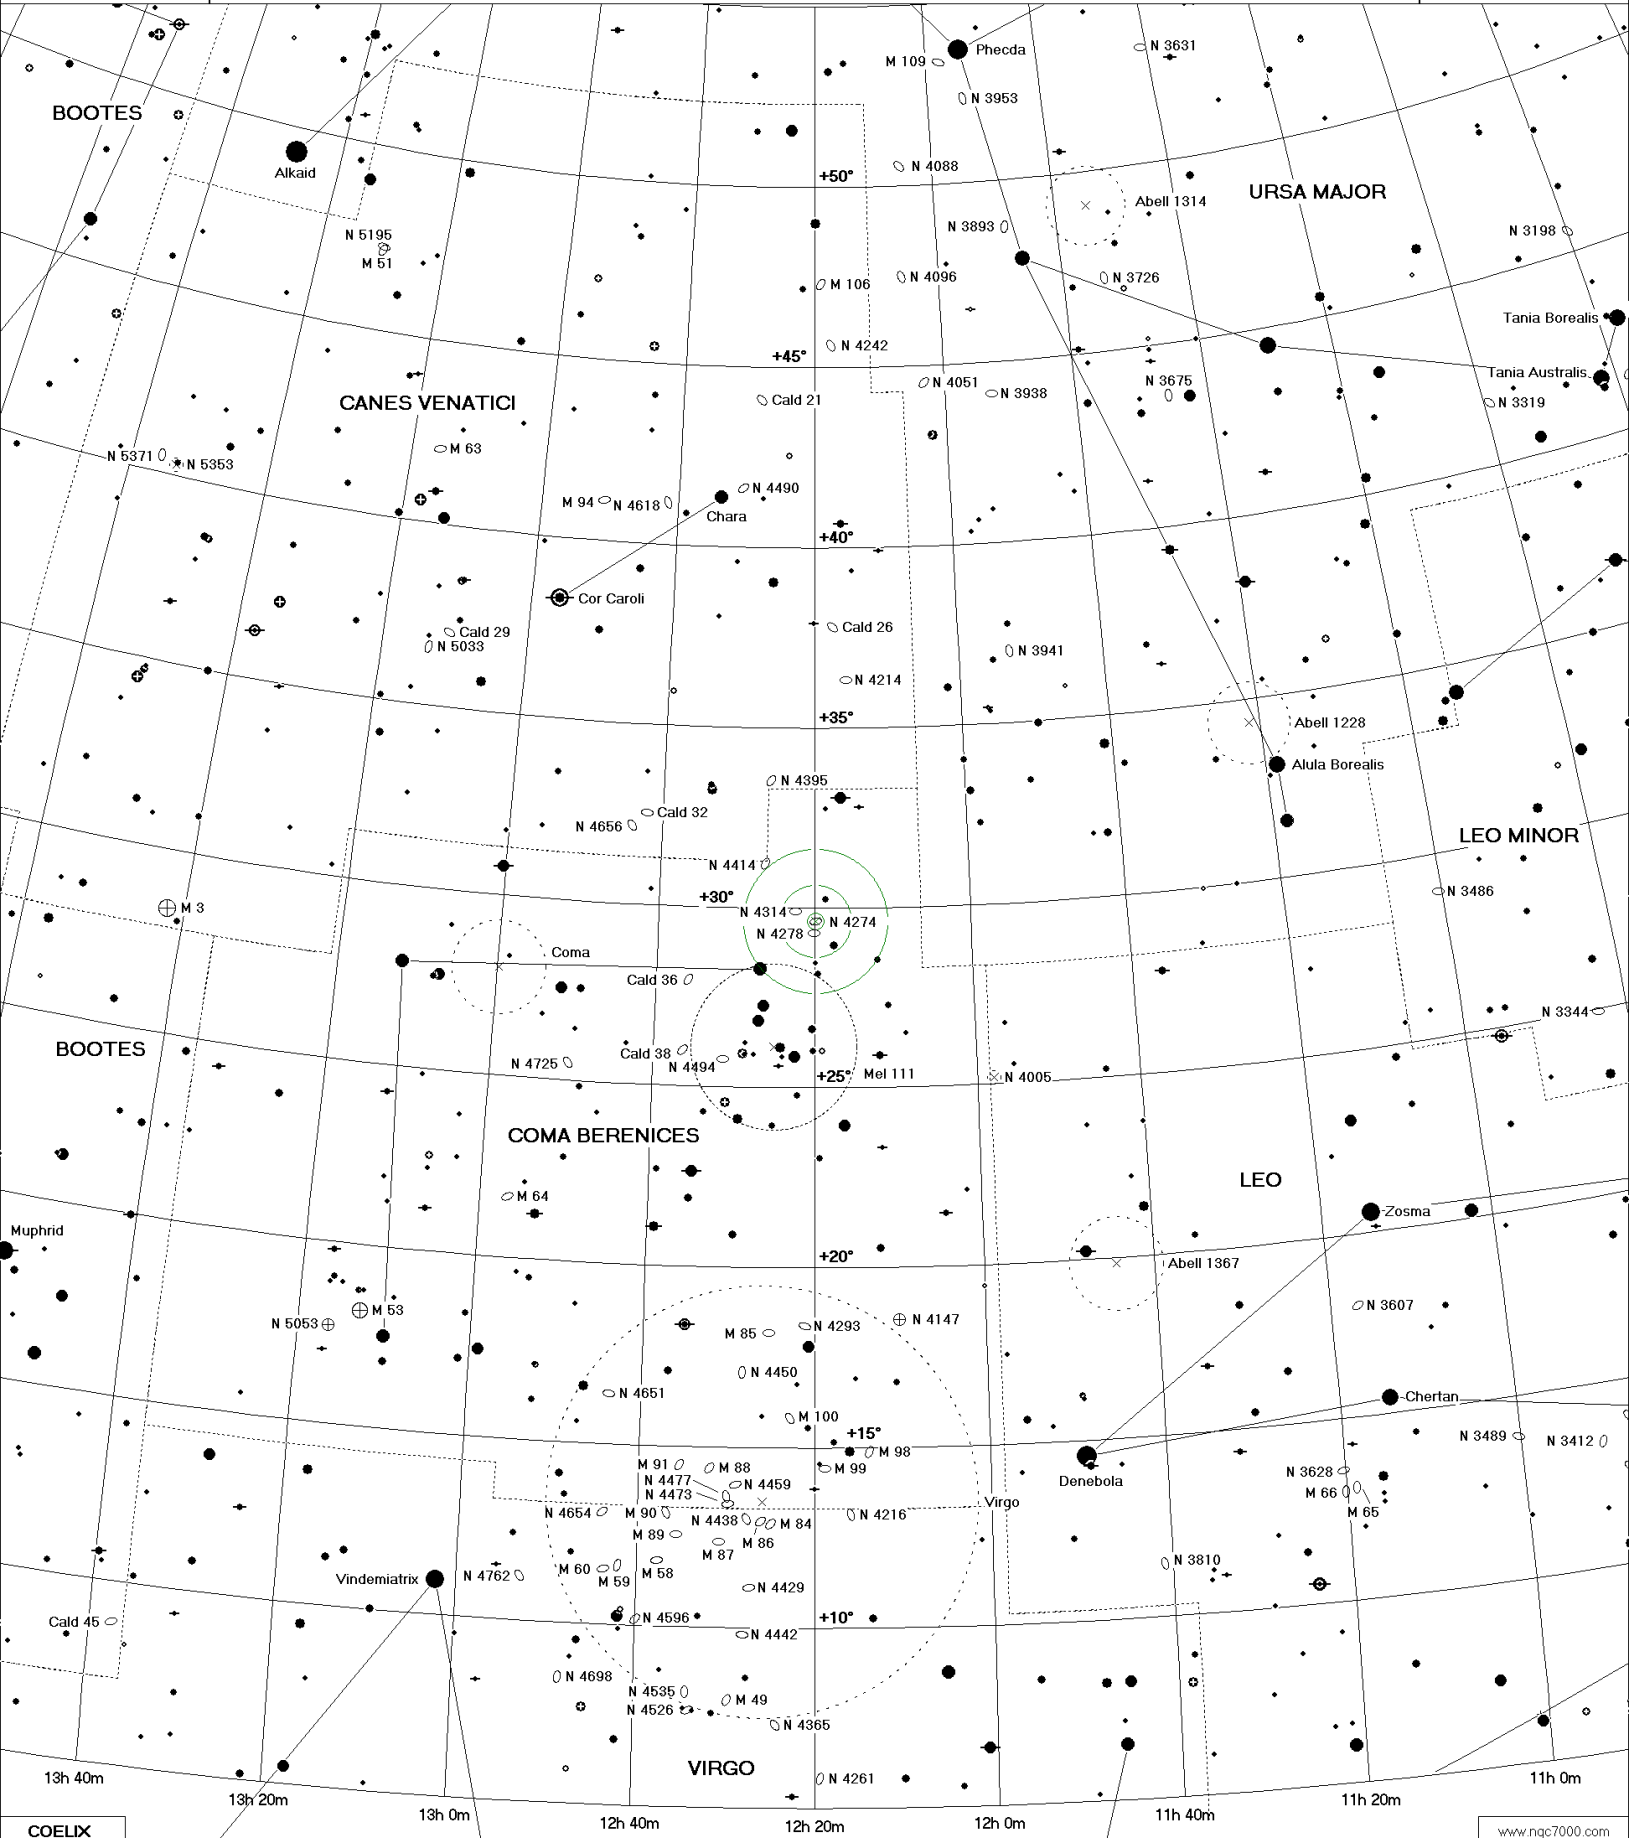 Phecda
N 3631
M 109
N 3953
BOOTES
Alkaid
+50°
N 4088
URSA MAJOR
Abell 1314
N 3893
N 3198
N 5195
M 51
M 106
N 4096
N 3726
Tania Borealis
+45°
N 4242
Tania Australis
N 4051
N 3938
N 3675
N 3319
CANES VENATICI
Cald 21
N 5371
N 5353
M 63
M 94
N 4618
N 4490
Chara
+40°
Cor Caroli
Cald 29
N 5033
Cald 26
N 3941
N 4214
+35°
Abell 1228
Alula Borealis
N 4395
Cald 32
N 4656
LEO MINOR
N 4414
N 3486
+30°
M 3
N 4314
N 4274
N 4278
Coma
Cald 36
N 3344
BOOTES
Cald 38
N 4725
N 4494
Mel 111
+25°
N 4005
COMA BERENICES
LEO
M 64
Muphrid
Zosma
+20°
Abell 1367
M 53
N 5053
N 4147
N 3607
M 85
N 4293
N 4450
N 4651
Chertan
M 100
+15°
N 3489
N 3412
M 98
M 91
M 88
M 99
N 4477
N 4459
N 4473
Denebola
N 3628
M 66
M 65
Virgo
N 4654
M 90
N 4438
M 84
N 4216
M 89
M 86
M 87
M 60
M 59
M 58
N 3810
Vindemiatrix
N 4762
N 4429
Cald 45
N 4596
+10°
N 4442
N 4698
N 4535
N 4526
M 49
N 4365
VIRGO
N 4261
13h 40m
13h 20m
13h 0m
12h 40m
12h 20m
12h 0m
11h 40m
11h 20m
11h 0m
COELIX
www.ngc7000.com